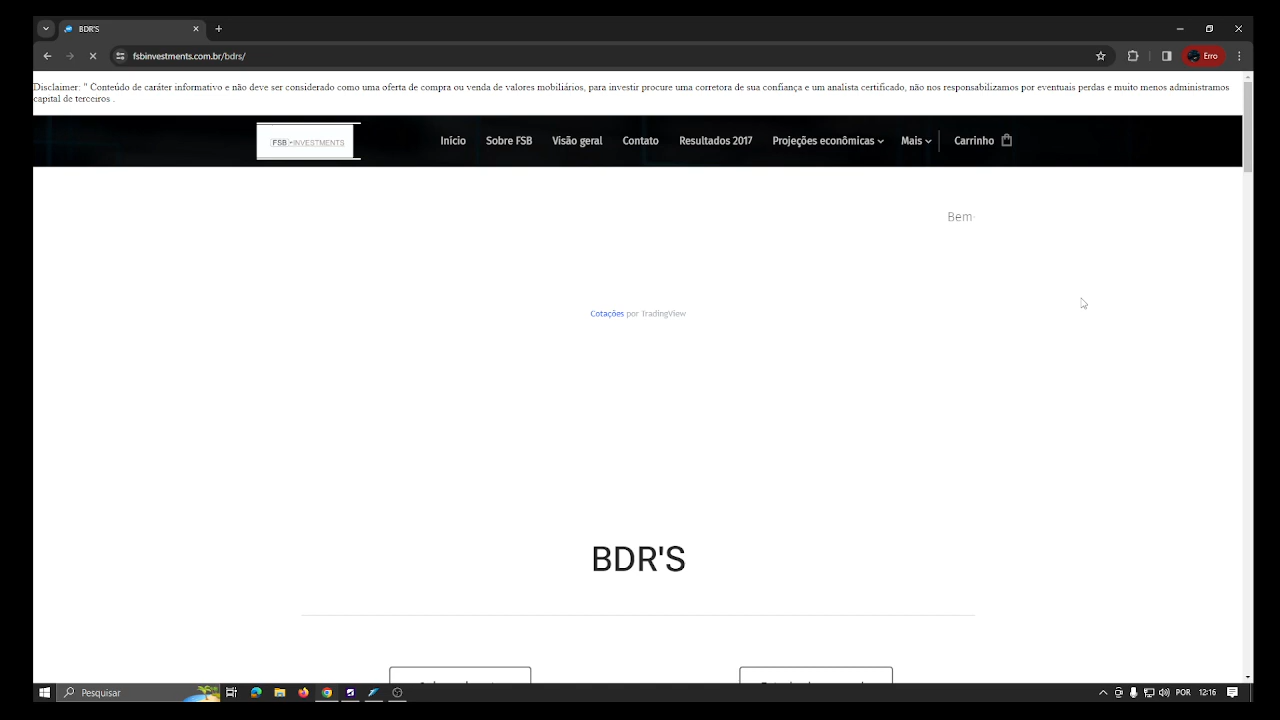 BDR'S
fsbinvestments.com.br/bdrs/
Erro
Disclaimer: " Conteúdo de caráter informativo e não deve ser considerado como uma oferta de compra ou venda de valores mobiliários, para investir procure uma corretora de sua confiança e um analista certificado, não nos responsabilizamos por eventuais perdas e muito menos administramos
capital de terceiros .
FSB •INVESTMENTS
Início Sobre FSB Visão geral Contato Resultados 2017 Projeções econômicas Mais Carrinho
Bem
Cotações por TradingView
BDR'S
Pesquisar
POR 12:16